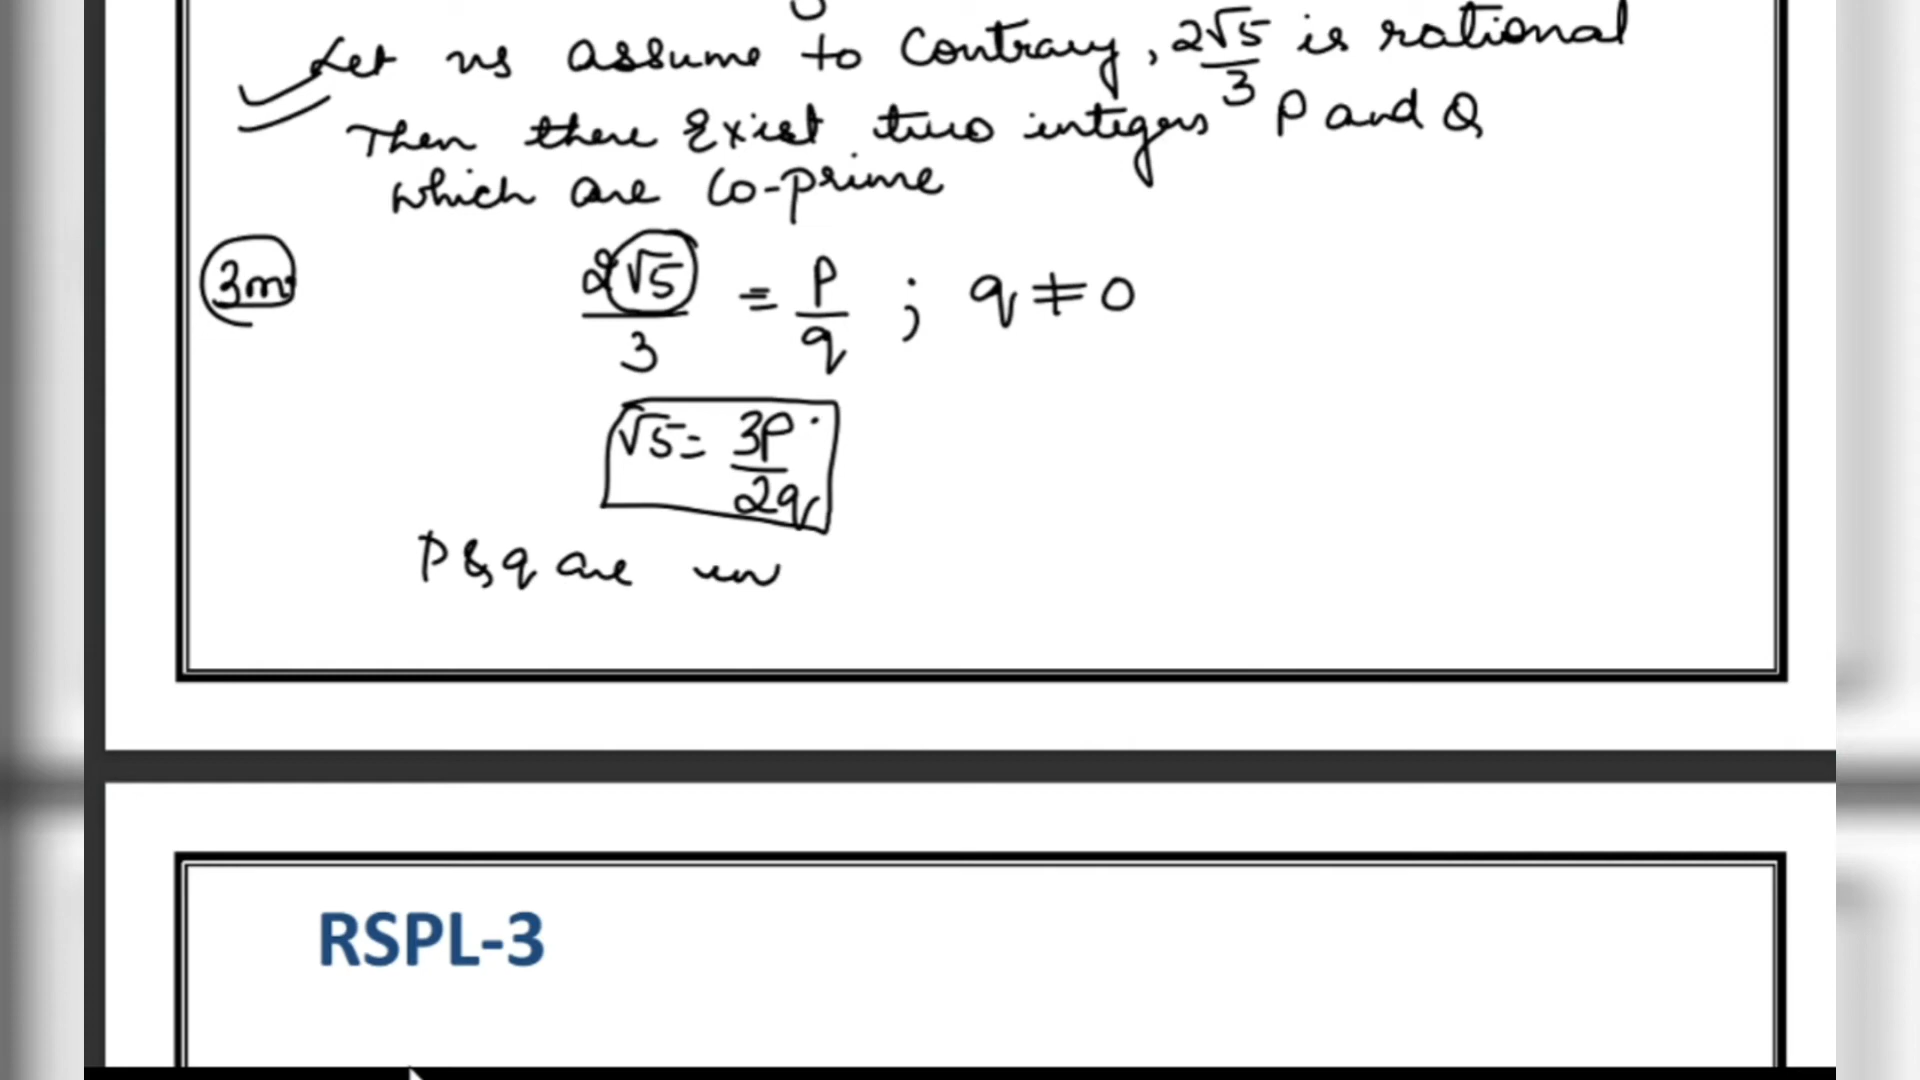 Let us assume to contrary, 2√5/3 is rational
Then there Exist two integers P and Q
which are co-prime
3m
2√5/3 = P/q ; q ≠ 0
√5 = 3P/2q
P & q are
RSPL-3